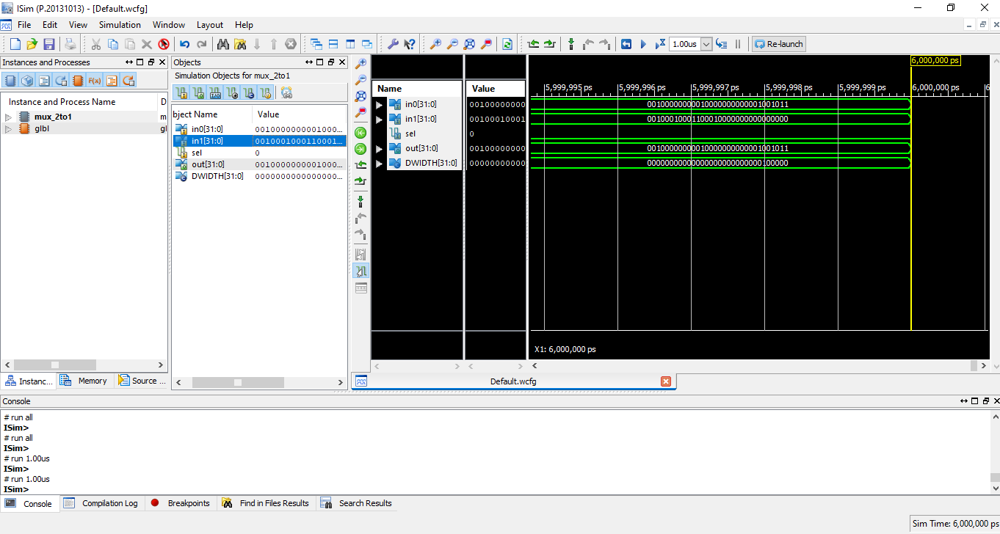 ISim (P.20131013) - [Default.wcfg]
File Edit View Simulation Window Layout Help
1.00us Re-launch
Instances and Processes
Instance and Process Name D
mux_2to1 m
glbl gl
Instanc... Memory Source ...
Objects
Simulation Objects for mux_2to1
bject Name Value
in0[31:0] 0010000000001000...
in1[31:0] 0010001000110001...
sel 0
out[31:0] 0010000000001000...
DWIDTH[31:0] 0000000000000000...
6,000,000 ps
Name Value
5,999,995 ps 5,999,996 ps 5,999,997 ps 5,999,998 ps 5,999,999 ps 6,000,000 ps 6
in0[31:0] 00100000000 00100000000010000000000001001011
in1[31:0] 00100010001 00100010001100010000000000000000
sel 0
out[31:0] 00100000000 00100000000010000000000001001011
DWIDTH[31:0] 00000000000 00000000000000000000000000100000
X1: 6,000,000 ps
Default.wcfg
Console
# run all
ISim>
# run all
ISim>
# run 1.00us
ISim>
# run 1.00us
ISim>
Console Compilation Log Breakpoints Find in Files Results Search Results
Sim Time: 6,000,000 ps